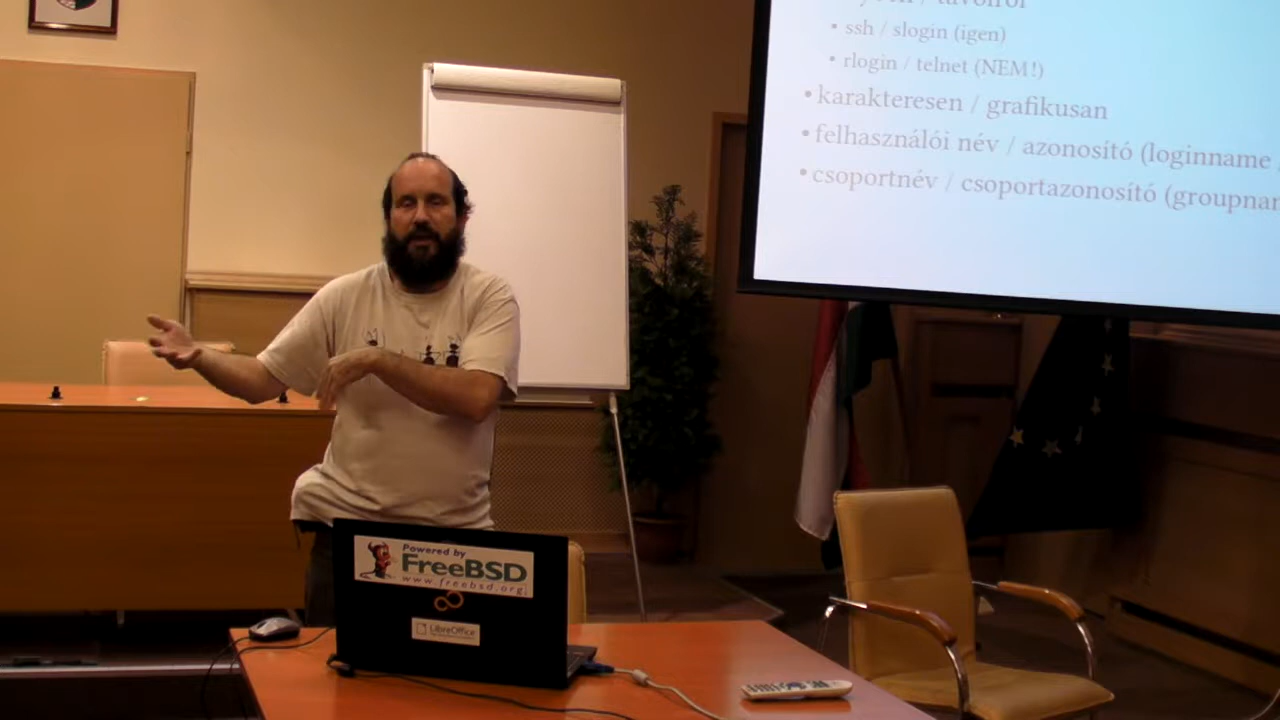 • ssh / slogin (igen)
• rlogin / telnet (NEM!)
• karakteresen / grafikusan
• felhasználói név / azonosító (loginname /
• csoportnév / csoportazonosító (groupnam
Powered by
FreeBSD
www.freebsd.org
LibreOffice